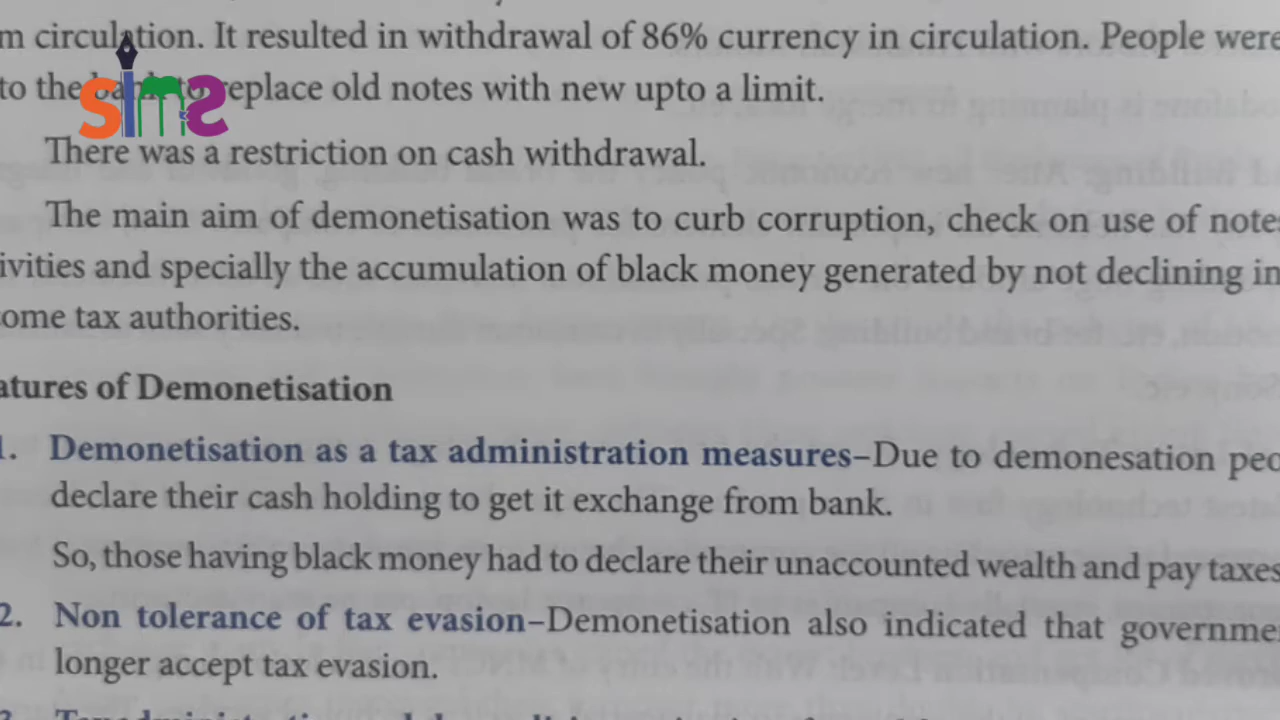 m circulation. It resulted in withdrawal of 86% currency in circulation. People were
to the bank to replace old notes with new upto a limit.
sims
There was a restriction on cash withdrawal.
The main aim of demonetisation was to curb corruption, check on use of note
ivities and specially the accumulation of black money generated by not declining in
ome tax authorities.
atures of Demonetisation
1. Demonetisation as a tax administration measures–Due to demonesation peo
declare their cash holding to get it exchange from bank.
So, those having black money had to declare their unaccounted wealth and pay taxes
2. Non tolerance of tax evasion–Demonetisation also indicated that governme
longer accept tax evasion.